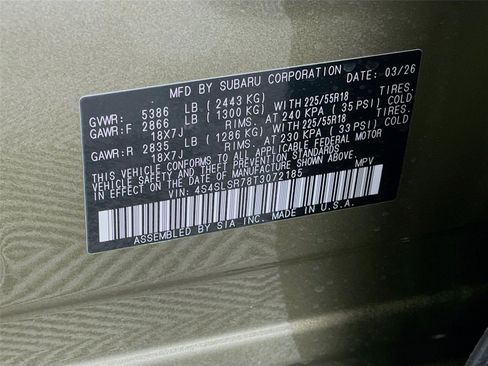 MFD BY SUBARU CORPORATION DATE: 03/26
GVWR: 5386 LB (2443 KG)
GAWR:F 2866 LB (1300 KG) WITH 225/55R18 TIRES.
18X7J RIMS. AT 240 KPA (35 PSI) COLD
GAWR:R 2835 LB (1286 KG) WITH 225/55R18 TIRES.
18X7J RIMS. AT 230 KPA (33 PSI) COLD
THIS VEHICLE CONFORMS TO ALL APPLICABLE FEDERAL MOTOR
VEHICLE SAFETY AND THEFT PREVENTION STANDARDS
IN EFFECT ON THE DATE OF MANUFACTURE SHOWN ABOVE.
VIN: 4S4SLSR78T3072185 MPV
ASSEMBLED BY SIA INC. MADE IN U.S.A.